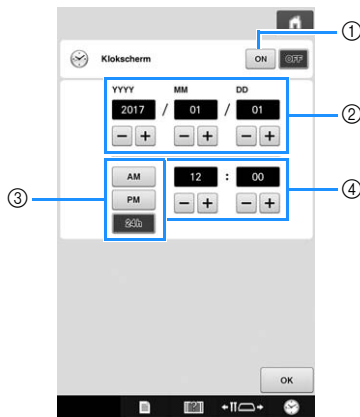 ①
Klokscherm ON OFF
YYYY MM DD
2017 / 01 / 01
②
− + − + − +
③
AM 12 : 00
④
PM − + − +
24h
OK